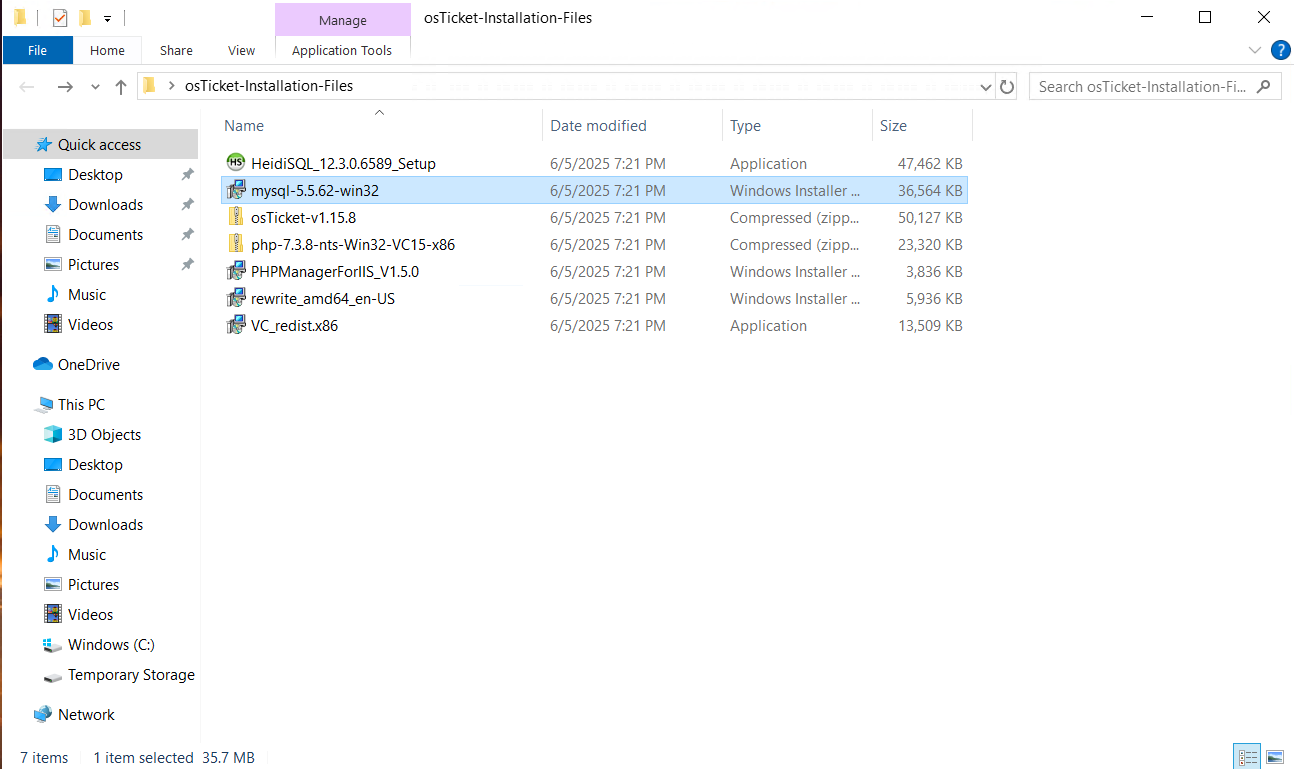 Manage
osTicket-Installation-Files
File
Home
Share
View
Application Tools
?
osTicket-Installation-Files
Search osTicket-Installation-Fi...
Name
Date modified
Type
Size
HS
HeidiSQL_12.3.0.6589_Setup 6/5/2025 7:21 PM Application 47,462 KB
mysql-5.5.62-win32 6/5/2025 7:21 PM Windows Installer ... 36,564 KB
osTicket-v1.15.8 6/5/2025 7:21 PM Compressed (zipp... 50,127 KB
php-7.3.8-nts-Win32-VC15-x86 6/5/2025 7:21 PM Compressed (zipp... 23,320 KB
PHPManagerForIIS_V1.5.0 6/5/2025 7:21 PM Windows Installer ... 3,836 KB
rewrite_amd64_en-US 6/5/2025 7:21 PM Windows Installer ... 5,936 KB
VC_redist.x86 6/5/2025 7:21 PM Application 13,509 KB
Quick access
Desktop
Downloads
Documents
Pictures
Music
Videos
OneDrive
This PC
3D Objects
Desktop
Documents
Downloads
Music
Pictures
Videos
Windows (C:)
Temporary Storage
Network
7 items 1 item selected 35.7 MB